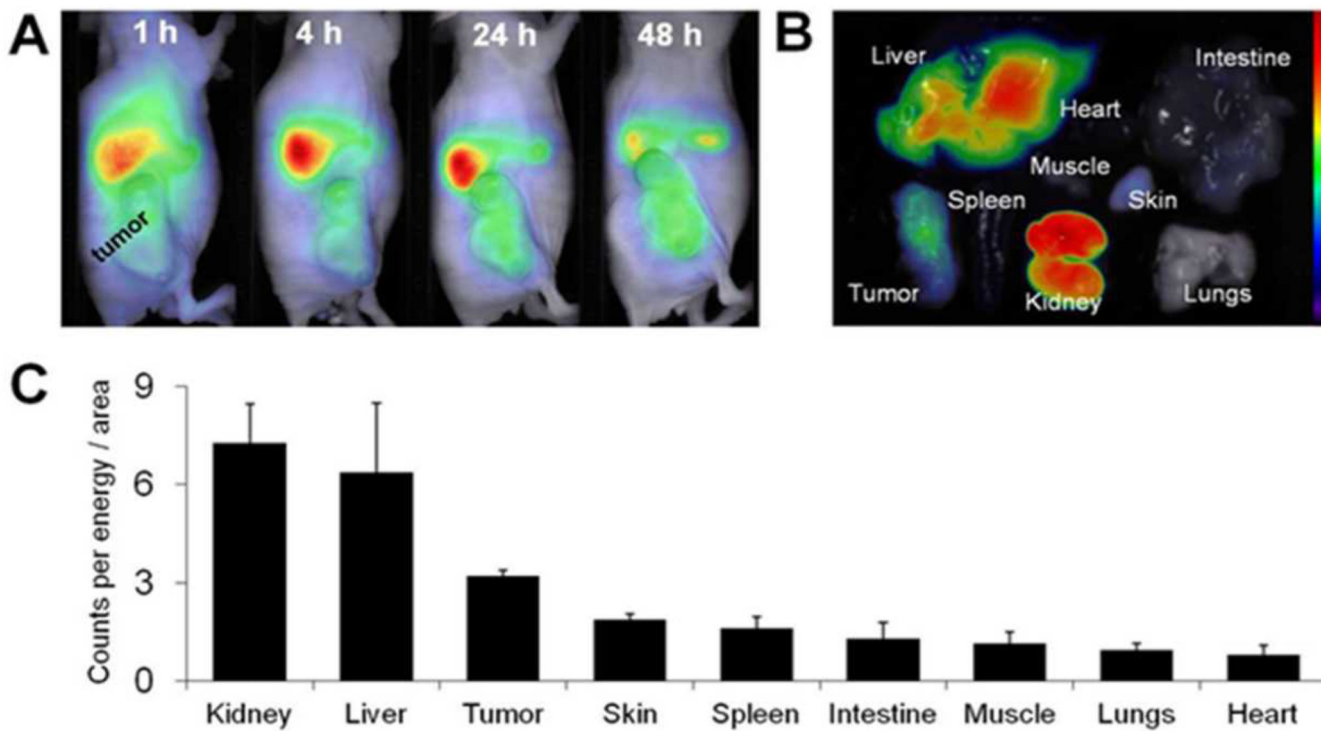 A
1 h
4 h
24 h
48 h
tumor
B
Liver
Intestine
Heart
Muscle
Spleen
Skin
Tumor
Kidney
Lungs
C
Counts per energy / area
9
6
3
0
Kidney Liver Tumor Skin Spleen Intestine Muscle Lungs Heart